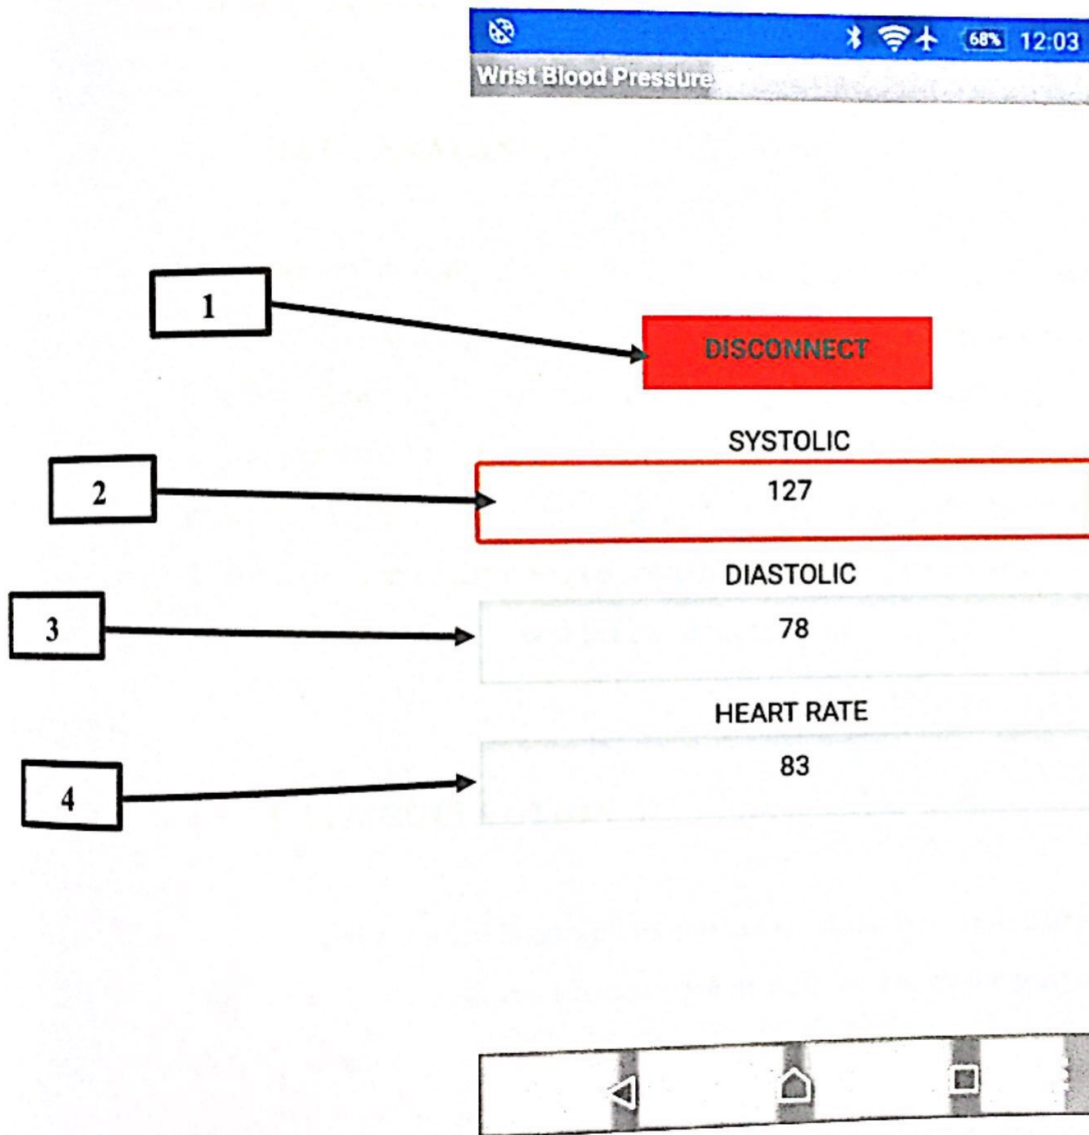 68% 12:03
Wrist Blood Pressure
1
DISCONNECT
SYSTOLIC
2
127
DIASTOLIC
3
78
HEART RATE
4
83